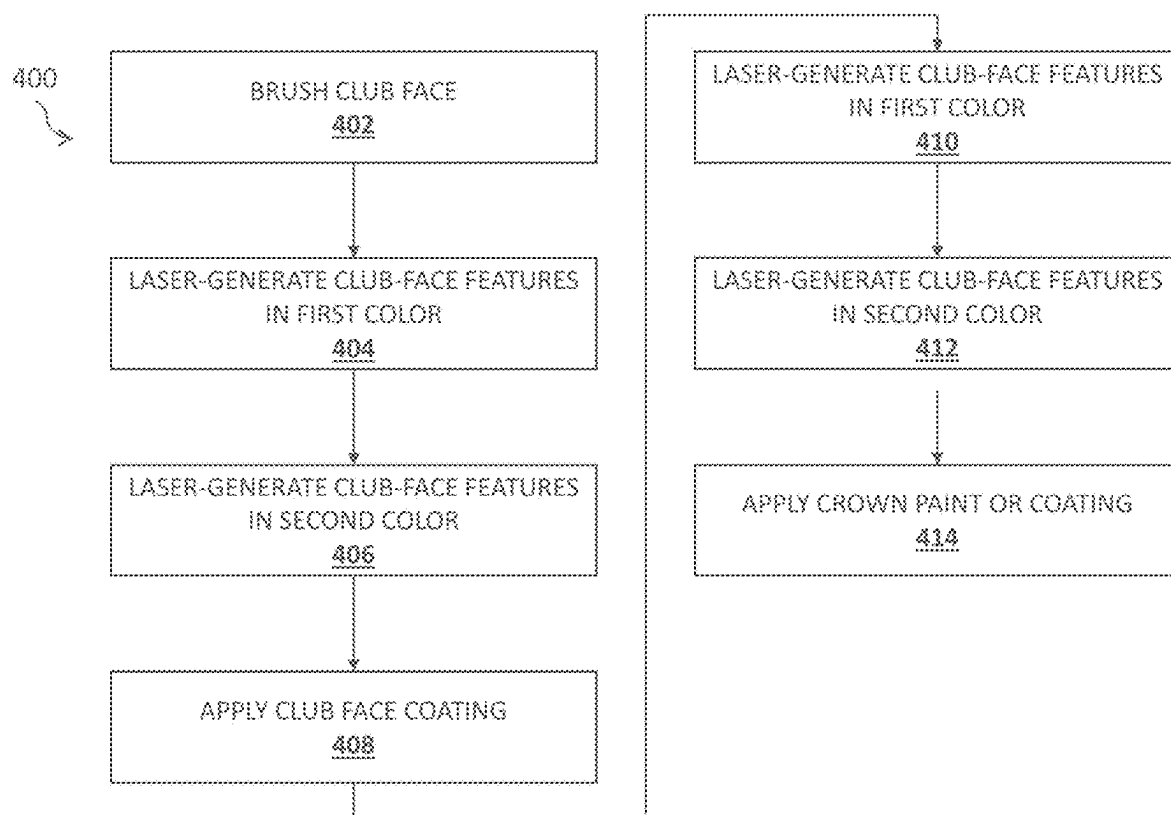 400
BRUSH CLUB FACE
402
LASER-GENERATE CLUB-FACE FEATURES
IN FIRST COLOR
404
LASER-GENERATE CLUB-FACE FEATURES
IN SECOND COLOR
406
APPLY CLUB FACE COATING
408
LASER-GENERATE CLUB-FACE FEATURES
IN FIRST COLOR
410
LASER-GENERATE CLUB-FACE FEATURES
IN SECOND COLOR
412
APPLY CROWN PAINT OR COATING
414